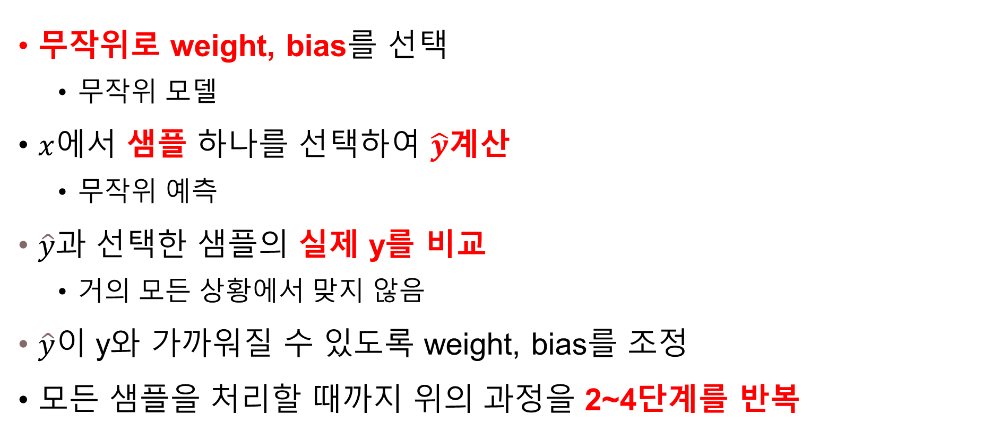 • 무작위로 weight, bias를 선택
• 무작위 모델
• x에서 샘플 하나를 선택하여 ŷ계산
• 무작위 예측
• ŷ과 선택한 샘플의 실제 y를 비교
• 거의 모든 상황에서 맞지 않음
• ŷ이 y와 가까워질 수 있도록 weight, bias를 조정
• 모든 샘플을 처리할 때까지 위의 과정을 2~4단계를 반복